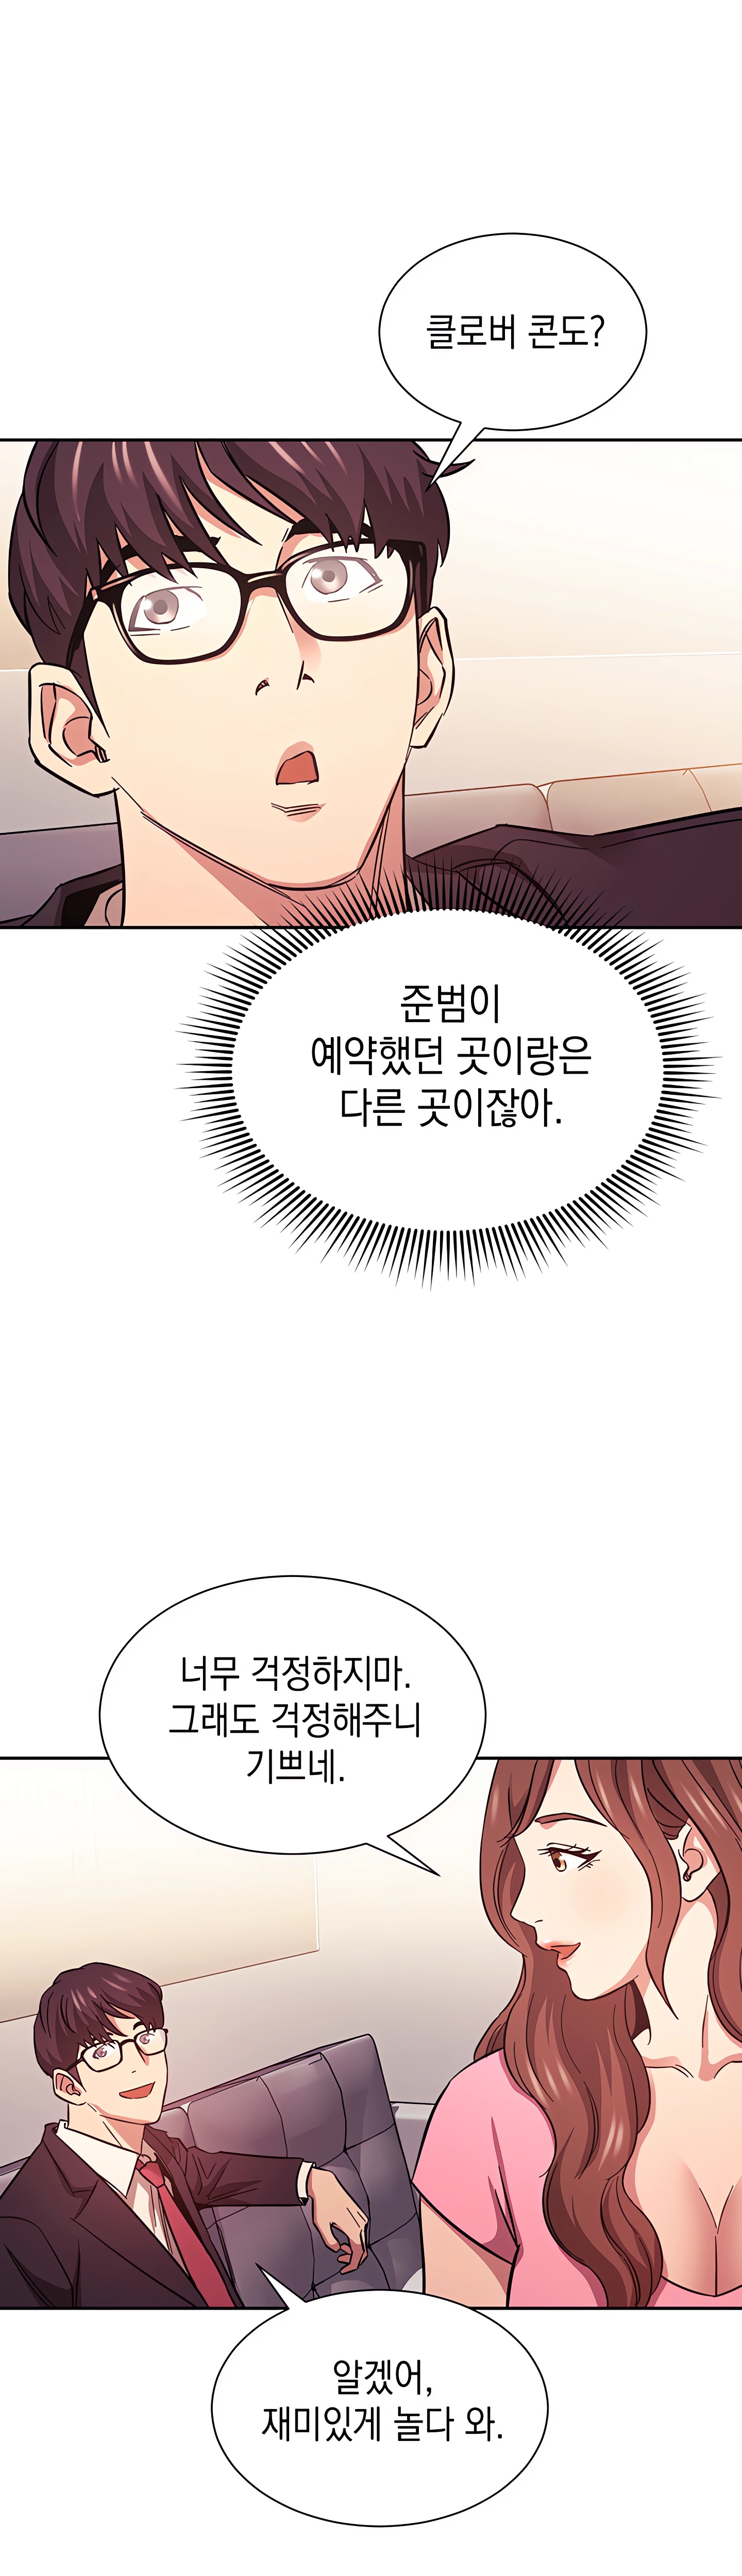 클로버 콘도?
준범이
예약했던 곳이랑은
다른 곳이잖아.
너무 걱정하지마.
그래도 걱정해주니
기쁘네.
알겠어,
재미있게 놀다 와.